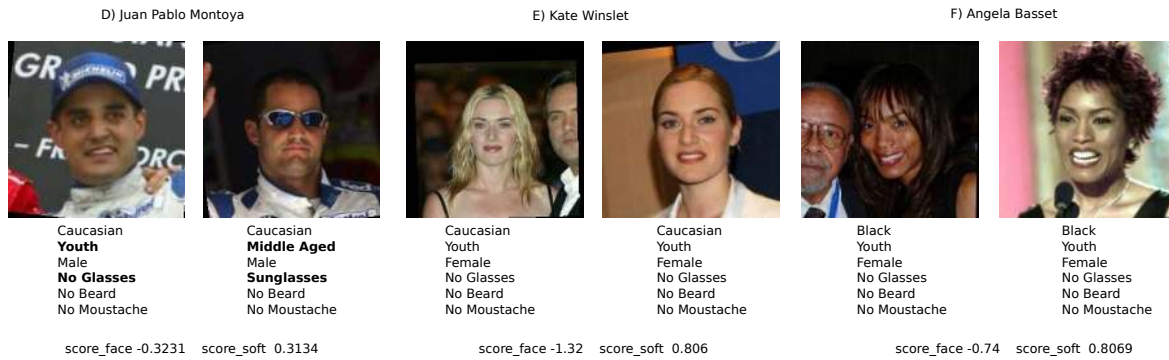 D) Juan Pablo Montoya
E) Kate Winslet
F) Angela Basset
GR PRI
MICHELIN
– FR ORC
Caucasian
Youth
Male
No Glasses
No Beard
No Moustache
Caucasian
Middle Aged
Male
Sunglasses
No Beard
No Moustache
Caucasian
Youth
Female
No Glasses
No Beard
No Moustache
Caucasian
Youth
Female
No Glasses
No Beard
No Moustache
Black
Youth
Female
No Glasses
No Beard
No Moustache
Black
Youth
Female
No Glasses
No Beard
No Moustache
score_face -0.3231 score_soft 0.3134
score_face -1.32 score_soft 0.806
score_face -0.74 score_soft 0.8069